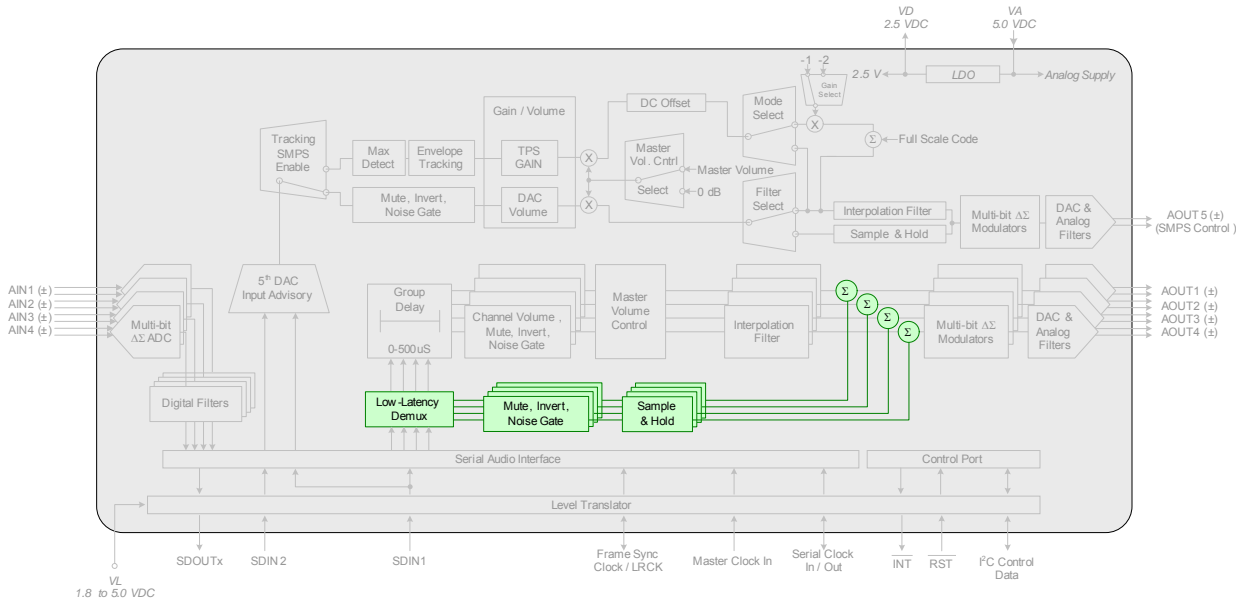 VD
2.5 VDC
VA
5.0 VDC
-1 -2
Gain
Select
2.5 V
LDO
Analog Supply
Tracking
SMPS
Enable
Max
Detect
Envelope
Tracking
Gain / Volume
TPS
GAIN
DC Offset
Mode
Select
X
X
Σ
Full Scale Code
Master
Vol. Cntrl
Select
Master Volume
0 dB
Mute, Invert,
Noise Gate
DAC
Volume
X
Filter
Select
Interpolation Filter
Sample & Hold
Multi-bit ΔΣ
Modulators
DAC &
Analog
Filters
AOUT5 (±)
(SMPS Control )
AIN1 (±)
AIN2 (±)
AIN3 (±)
AIN4 (±)
Multi-bit
ΔΣ ADC
5th DAC
Input Advisory
Group
Delay
0-500uS
Channel Volume ,
Mute, Invert,
Noise Gate
Master
Volume
Control
Interpolation
Filter
Σ
Σ
Σ
Σ
Multi-bit ΔΣ
Modulators
DAC &
Analog
Filters
AOUT1 (±)
AOUT2 (±)
AOUT3 (±)
AOUT4 (±)
Digital Filters
Low-Latency
Demux
Mute, Invert,
Noise Gate
Sample
& Hold
Serial Audio Interface
Control Port
Level Translator
VL
1.8 to 5.0 VDC
SDOUTx
SDIN2
SDIN1
Frame Sync
Clock / LRCK
Master Clock In
Serial Clock
In / Out
INT
RST
I²C Control
Data